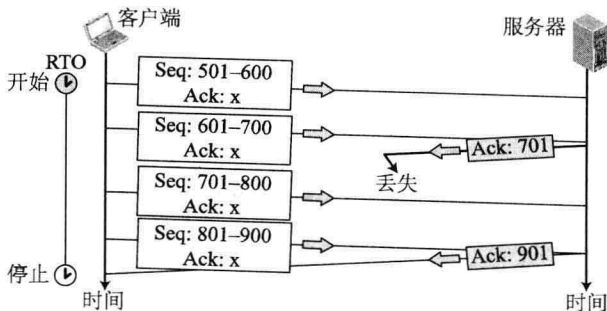 客户端
服务器
RTO
开始
Seq: 501–600
Ack: x
Seq: 601–700
Ack: x
Ack: 701
丢失
Seq: 701–800
Ack: x
Seq: 801–900
Ack: x
Ack: 901
停止
时间
时间